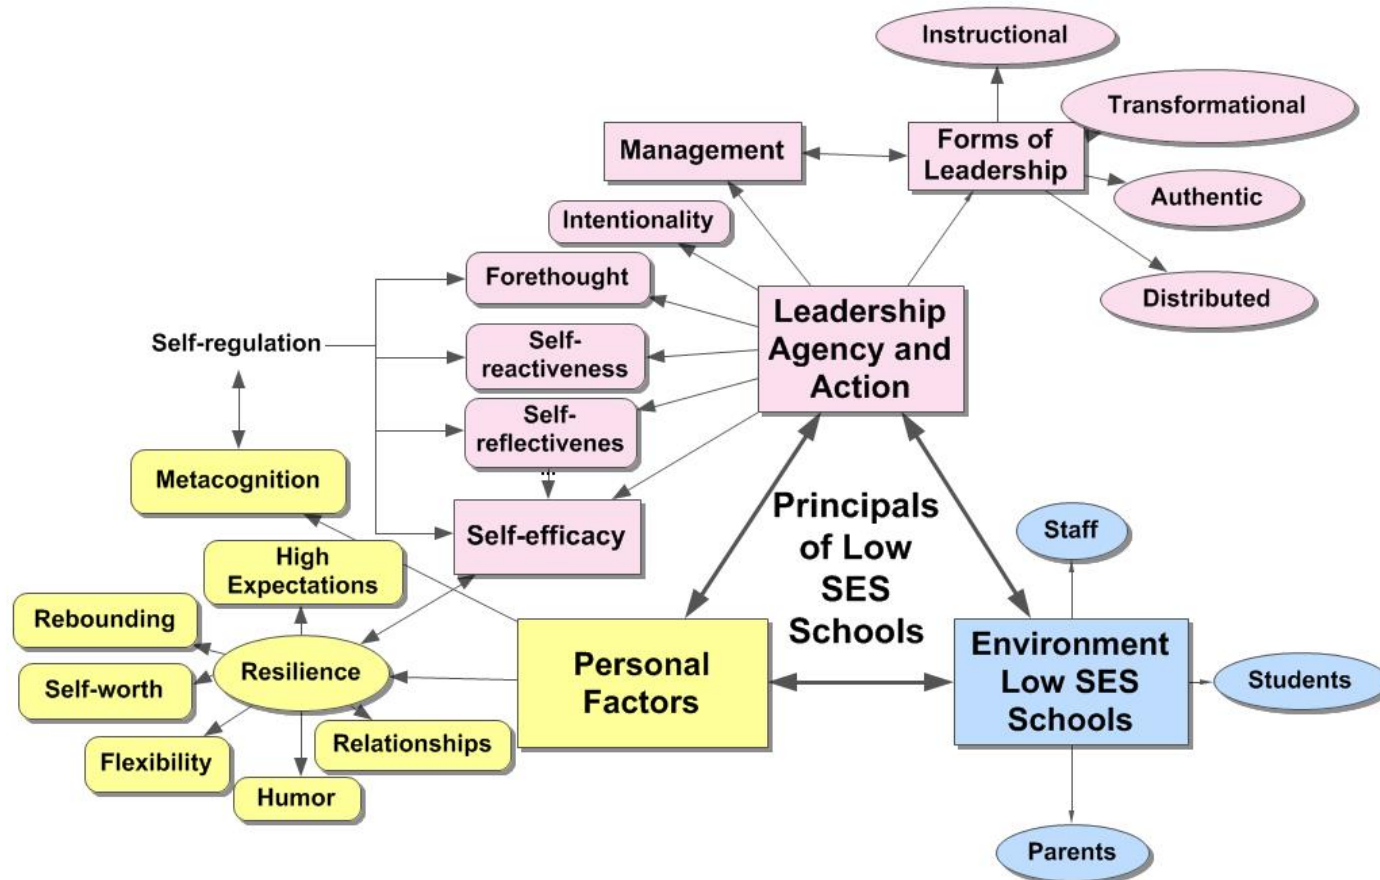 Instructional
Transformational
Forms of
Leadership
Management
Authentic
Intentionality
Forethought
Distributed
Leadership
Agency and
Action
Self-regulation
Self-
reactiveness
Self-
reflectivenes
...
Metacognition
Self-efficacy
Principals
of Low
SES
Schools
Staff
High
Expectations
Rebounding
Resilience
Self-worth
Personal
Factors
Environment
Low SES
Schools
Students
Relationships
Flexibility
Humor
Parents